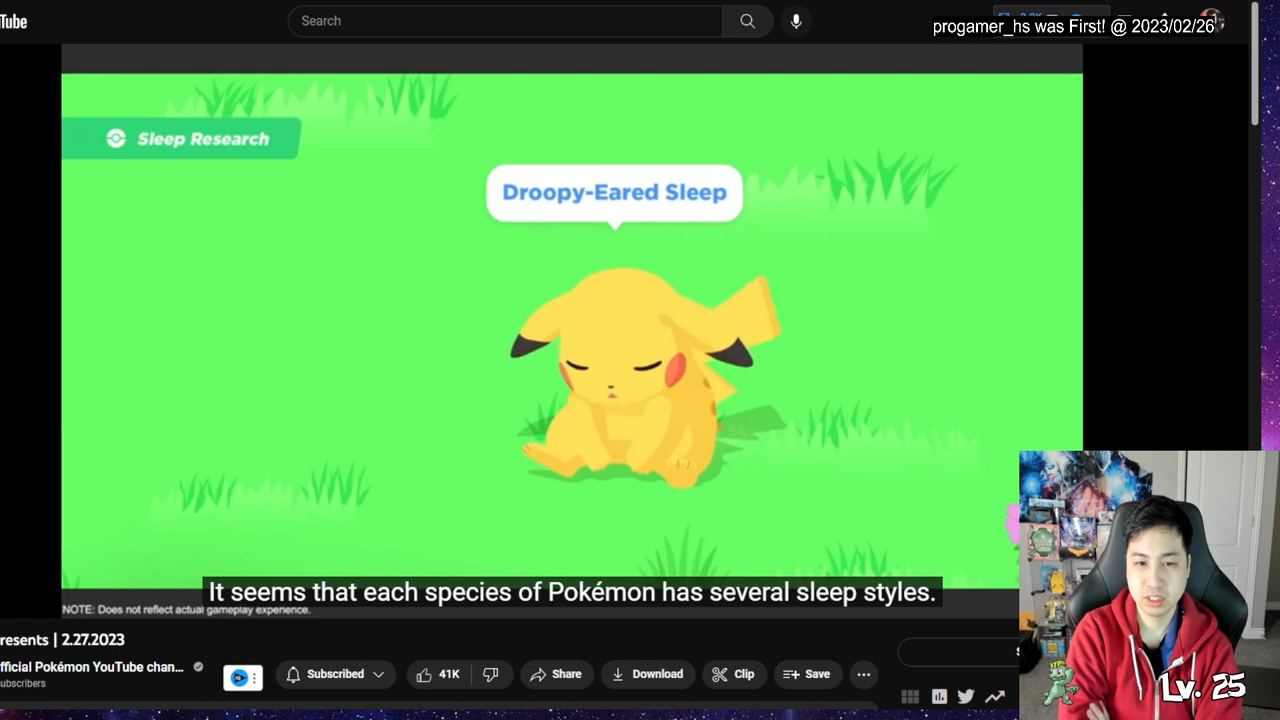 Tube
Search
progamer_hs was First! @ 2023/02/26
Sleep Research
Droopy-Eared Sleep
It seems that each species of Pokémon has several sleep styles.
NOTE: Does not reflect actual gameplay experience.
resents | 2.27.2023
fficial Pokémon YouTube chan...
subscribers
Subscribed
41K
Share
Download
Clip
Save
Lv. 25